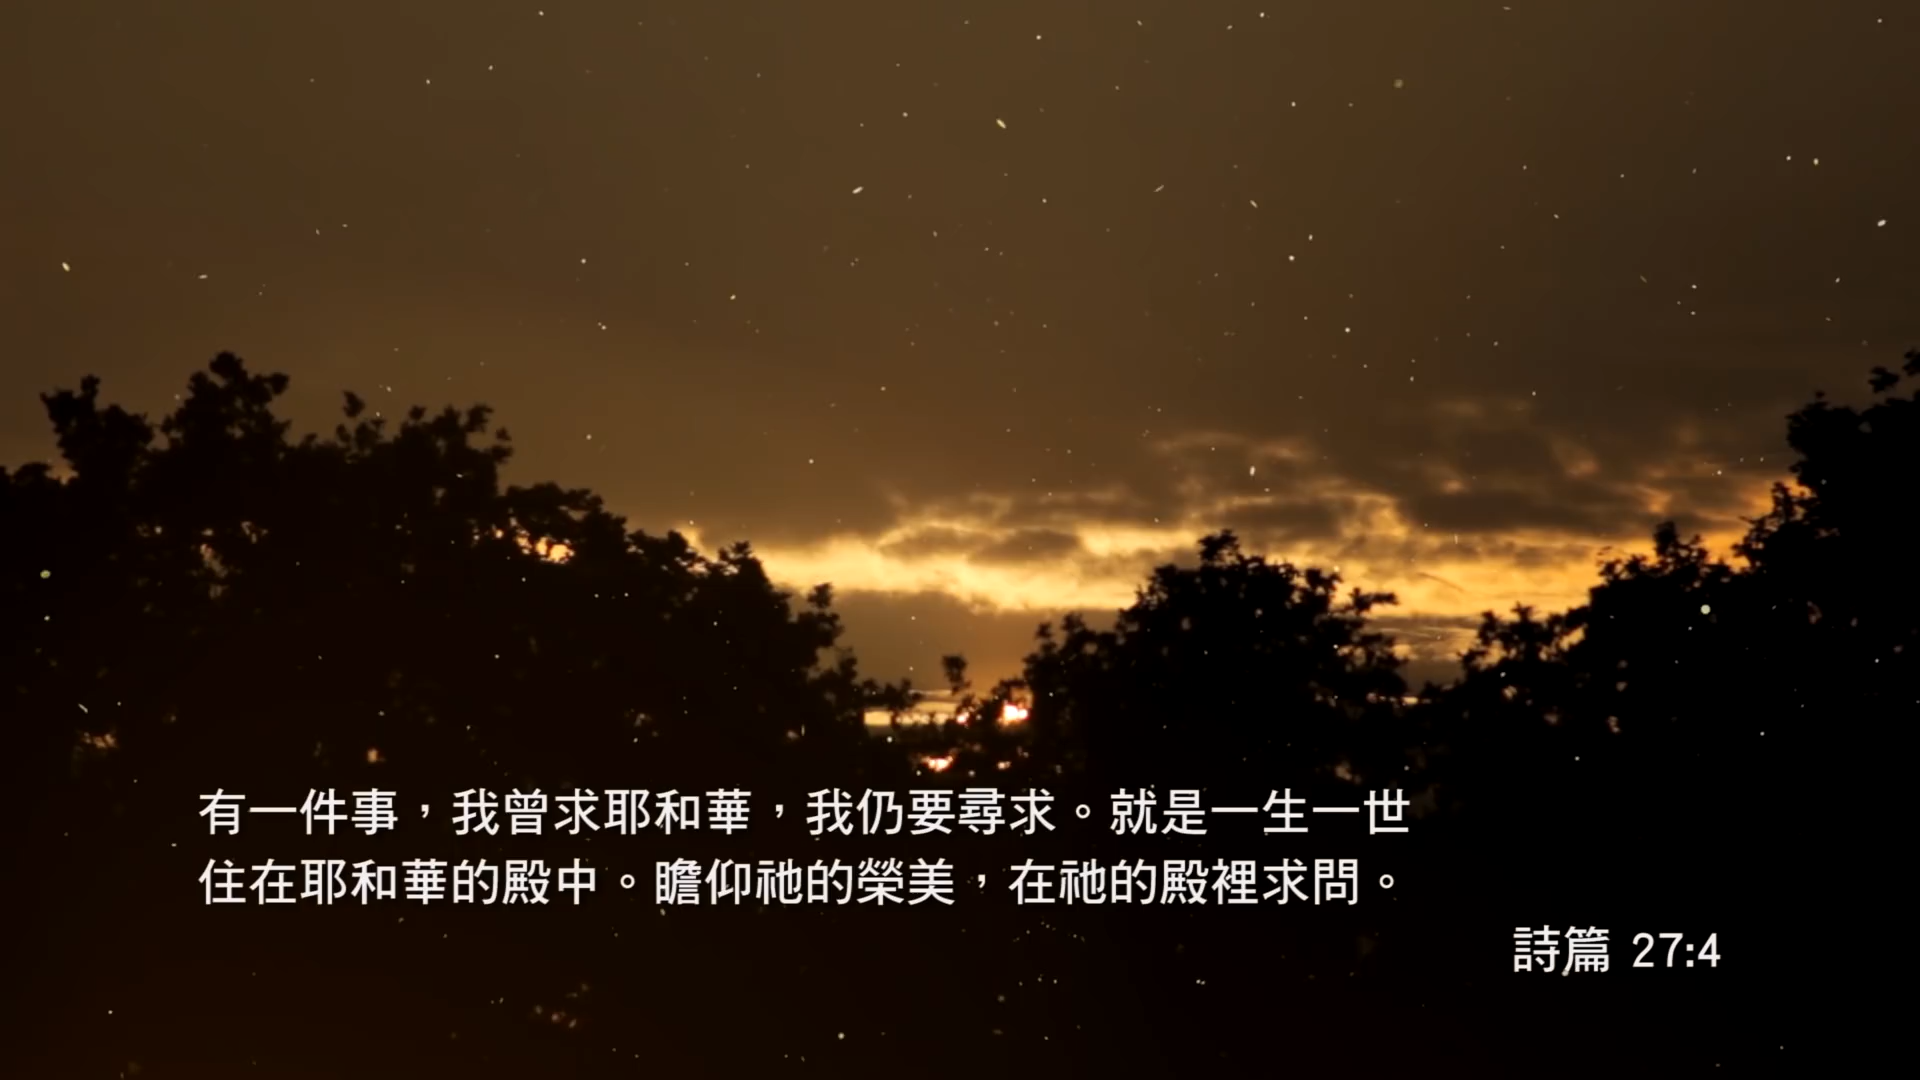 有一件事，我曾求耶和華，我仍要尋求。就是一生一世
住在耶和華的殿中。瞻仰祂的榮美，在祂的殿裡求問。
詩篇 27:4